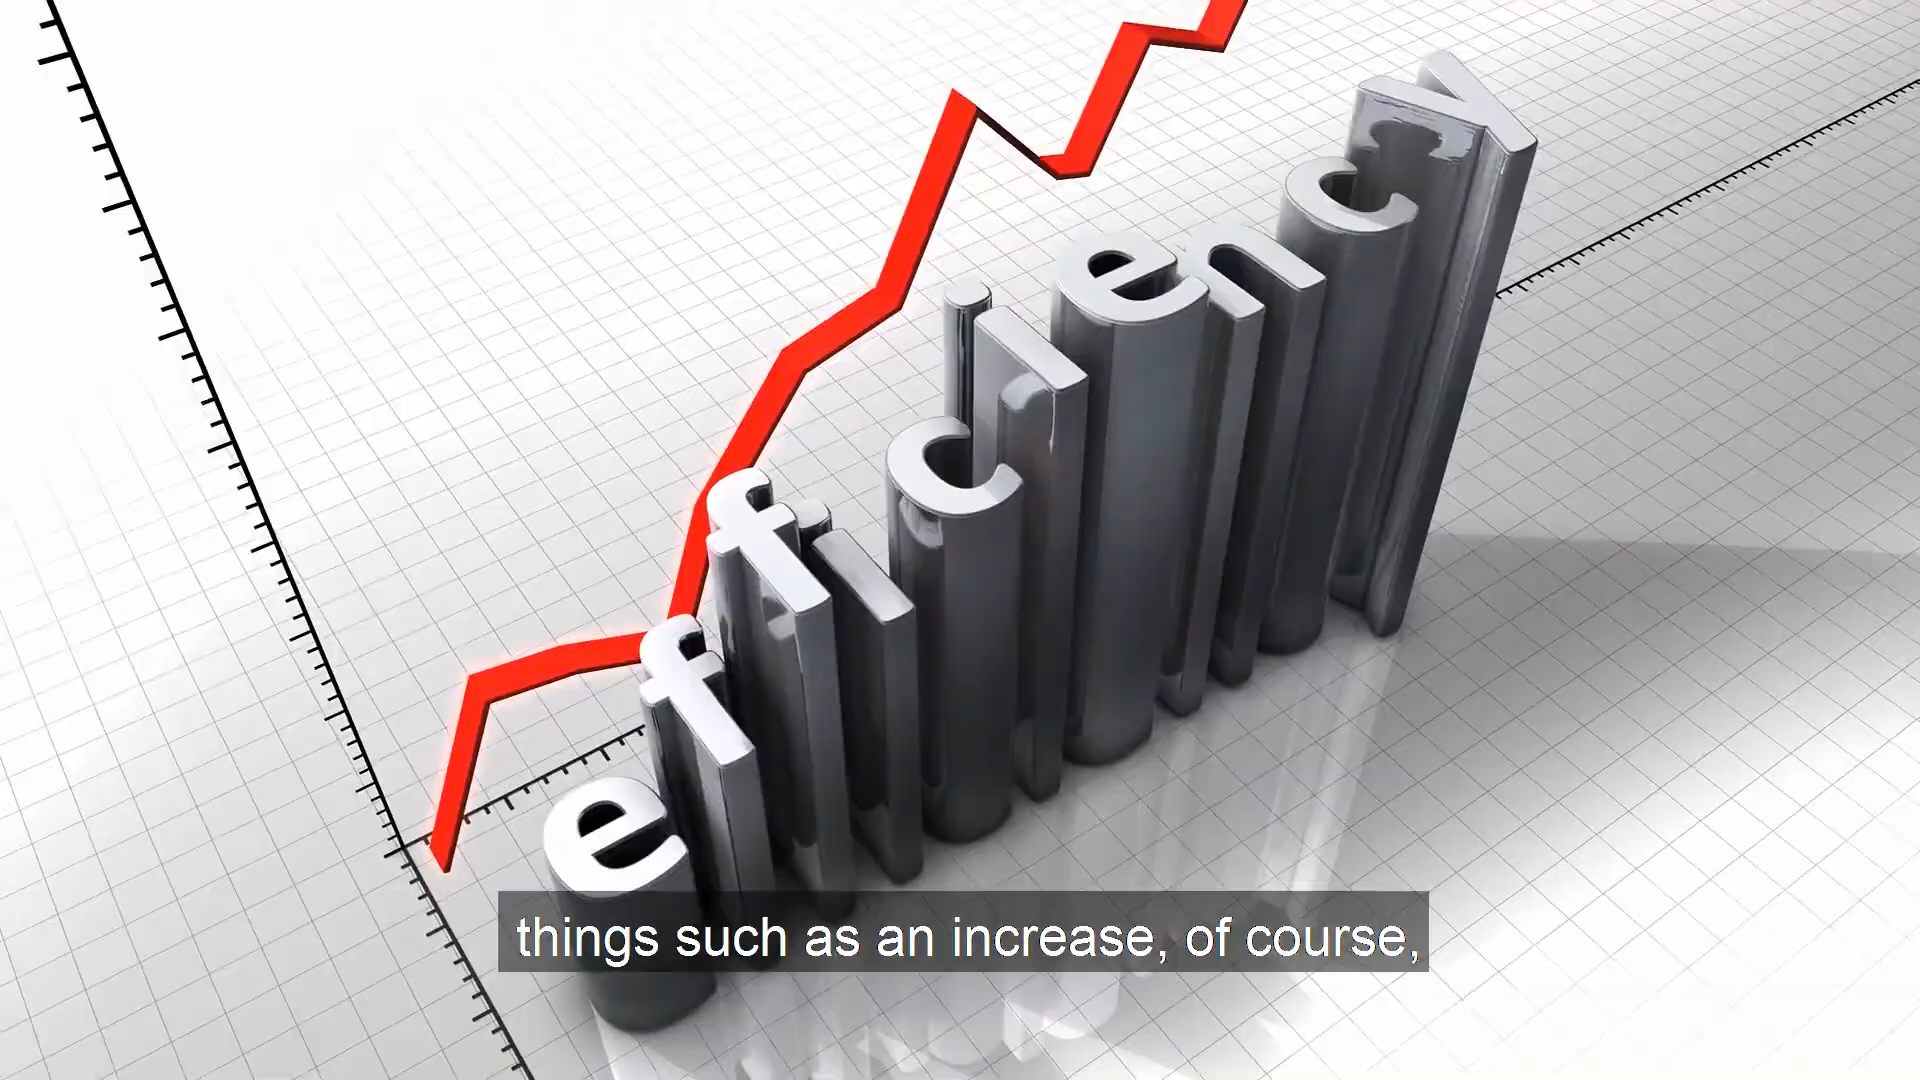 efficiency
things such as an increase, of course,